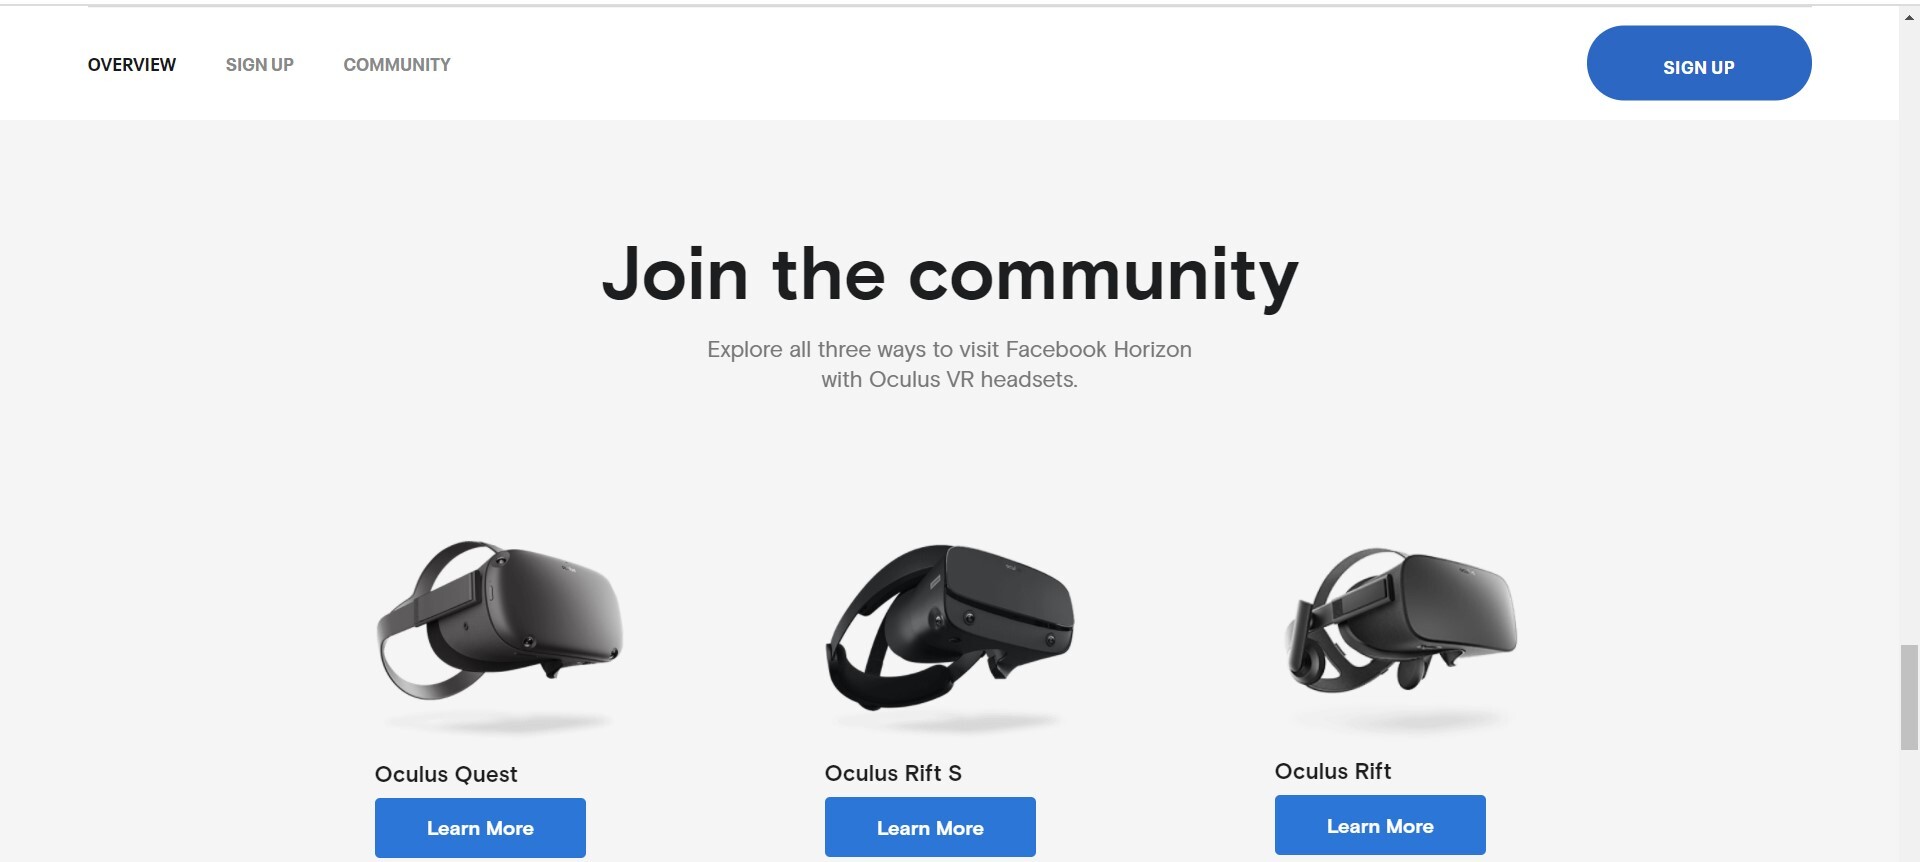 OVERVIEW SIGN UP COMMUNITY SIGN UP
Join the community
Explore all three ways to visit Facebook Horizon
with Oculus VR headsets.
Oculus Quest Oculus Rift S Oculus Rift
Learn More Learn More Learn More